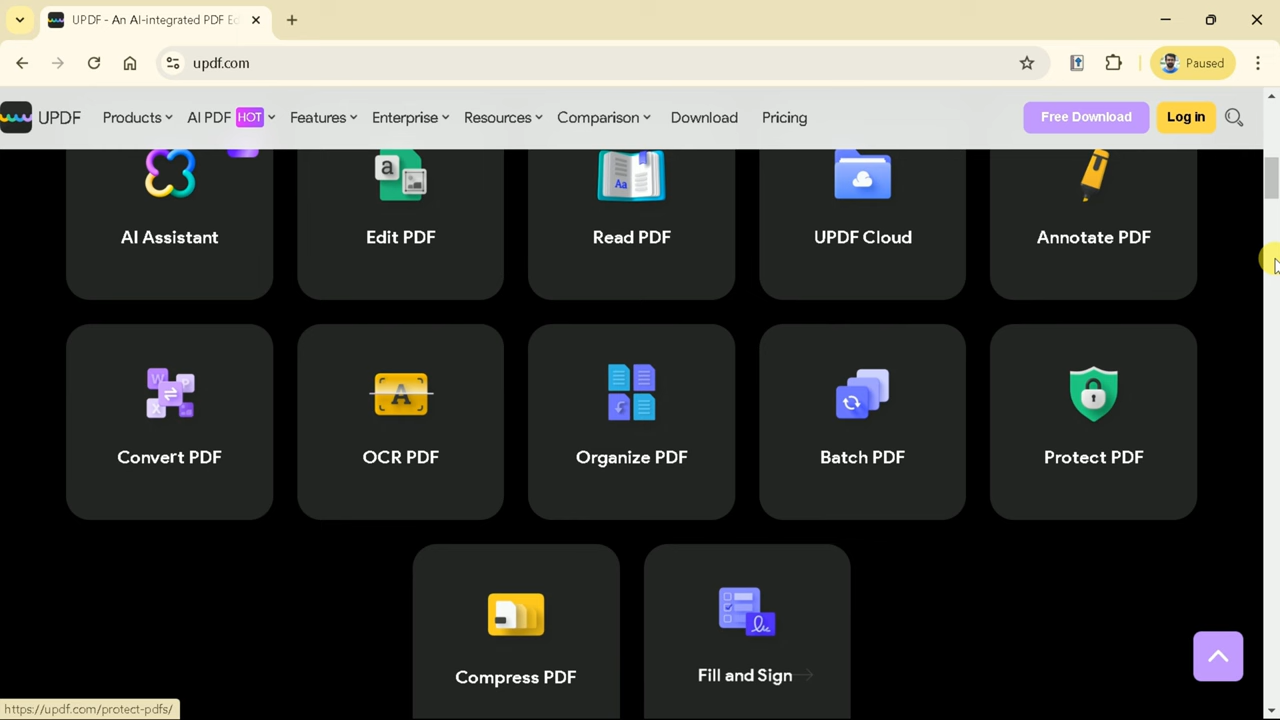 UPDF - An AI-integrated PDF Ed
updf.com
Paused
UPDF Products AI PDF HOT Features Enterprise Resources Comparison Download Pricing Free Download Log in
a
Aa
AI Assistant Edit PDF Read PDF UPDF Cloud Annotate PDF
W P
X
A
Convert PDF OCR PDF Organize PDF Batch PDF Protect PDF
Compress PDF Fill and Sign
https://updf.com/protect-pdfs/